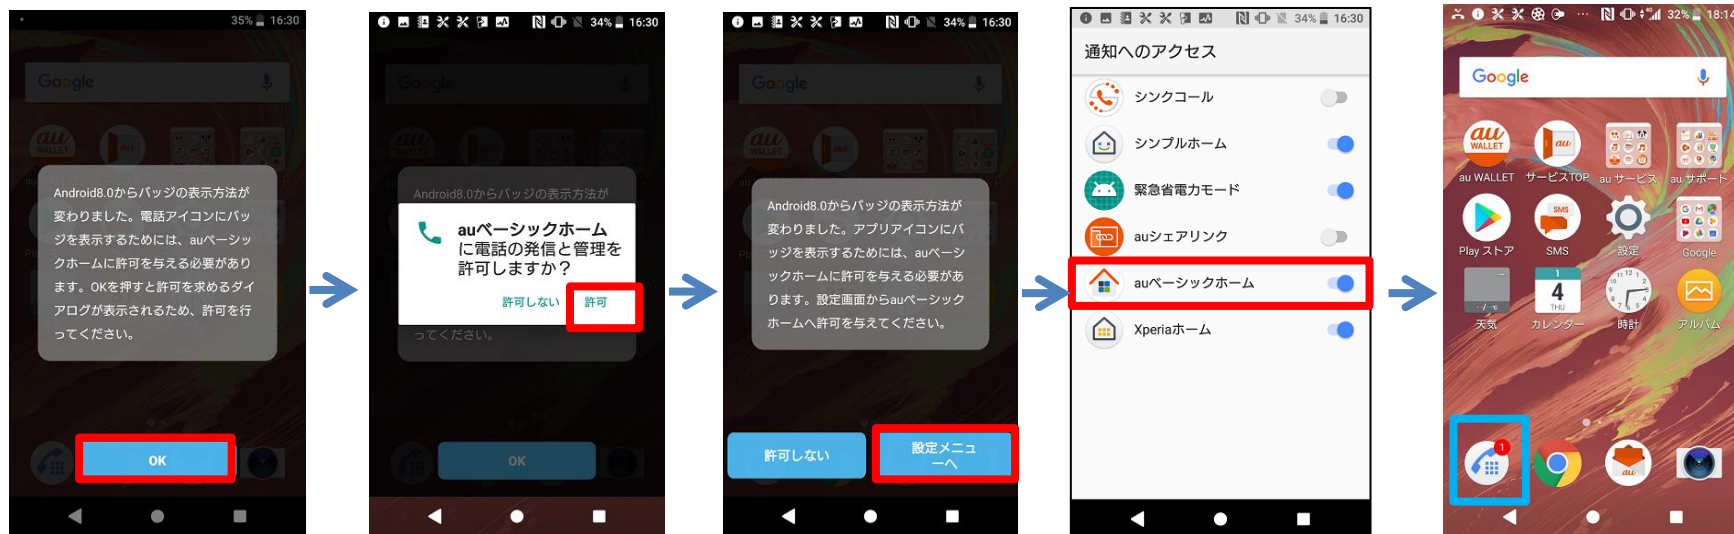 35% 16:30
Google
Android8.0からバッジの表示方法が
変わりました。電話アイコンにバッ
ジを表示するためには、auベーシッ
クホームに許可を与える必要があり
ます。OKを押すと許可を求めるダイ
アログが表示されるため、許可を行
ってください。
OK
34% 16:30
Google
Android8.0からバッジの表示方法が
auベーシックホーム
に電話の発信と管理を
許可しますか？
許可しない 許可
ってください。
OK
34% 16:30
Google
Android8.0からバッジの表示方法が
変わりました。アプリアイコンにバ
ッジを表示するためには、auベーシ
ックホームに許可を与える必要があ
ります。設定画面からauベーシック
ホームへ許可を与えてください。
許可しない
設定メニュ
ーへ
34% 16:30
通知へのアクセス
シンクコール
シンプルホーム
緊急省電力モード
auシェアリンク
auベーシックホーム
Xperiaホーム
32% 18:14
Google
au
WALLET
au
au WALLET サービスTOP au サービス au サポート
SMS
Play ストア SMS 設定 Google
1
4
THU
天気 カレンダー 時計 アルバム
1
au